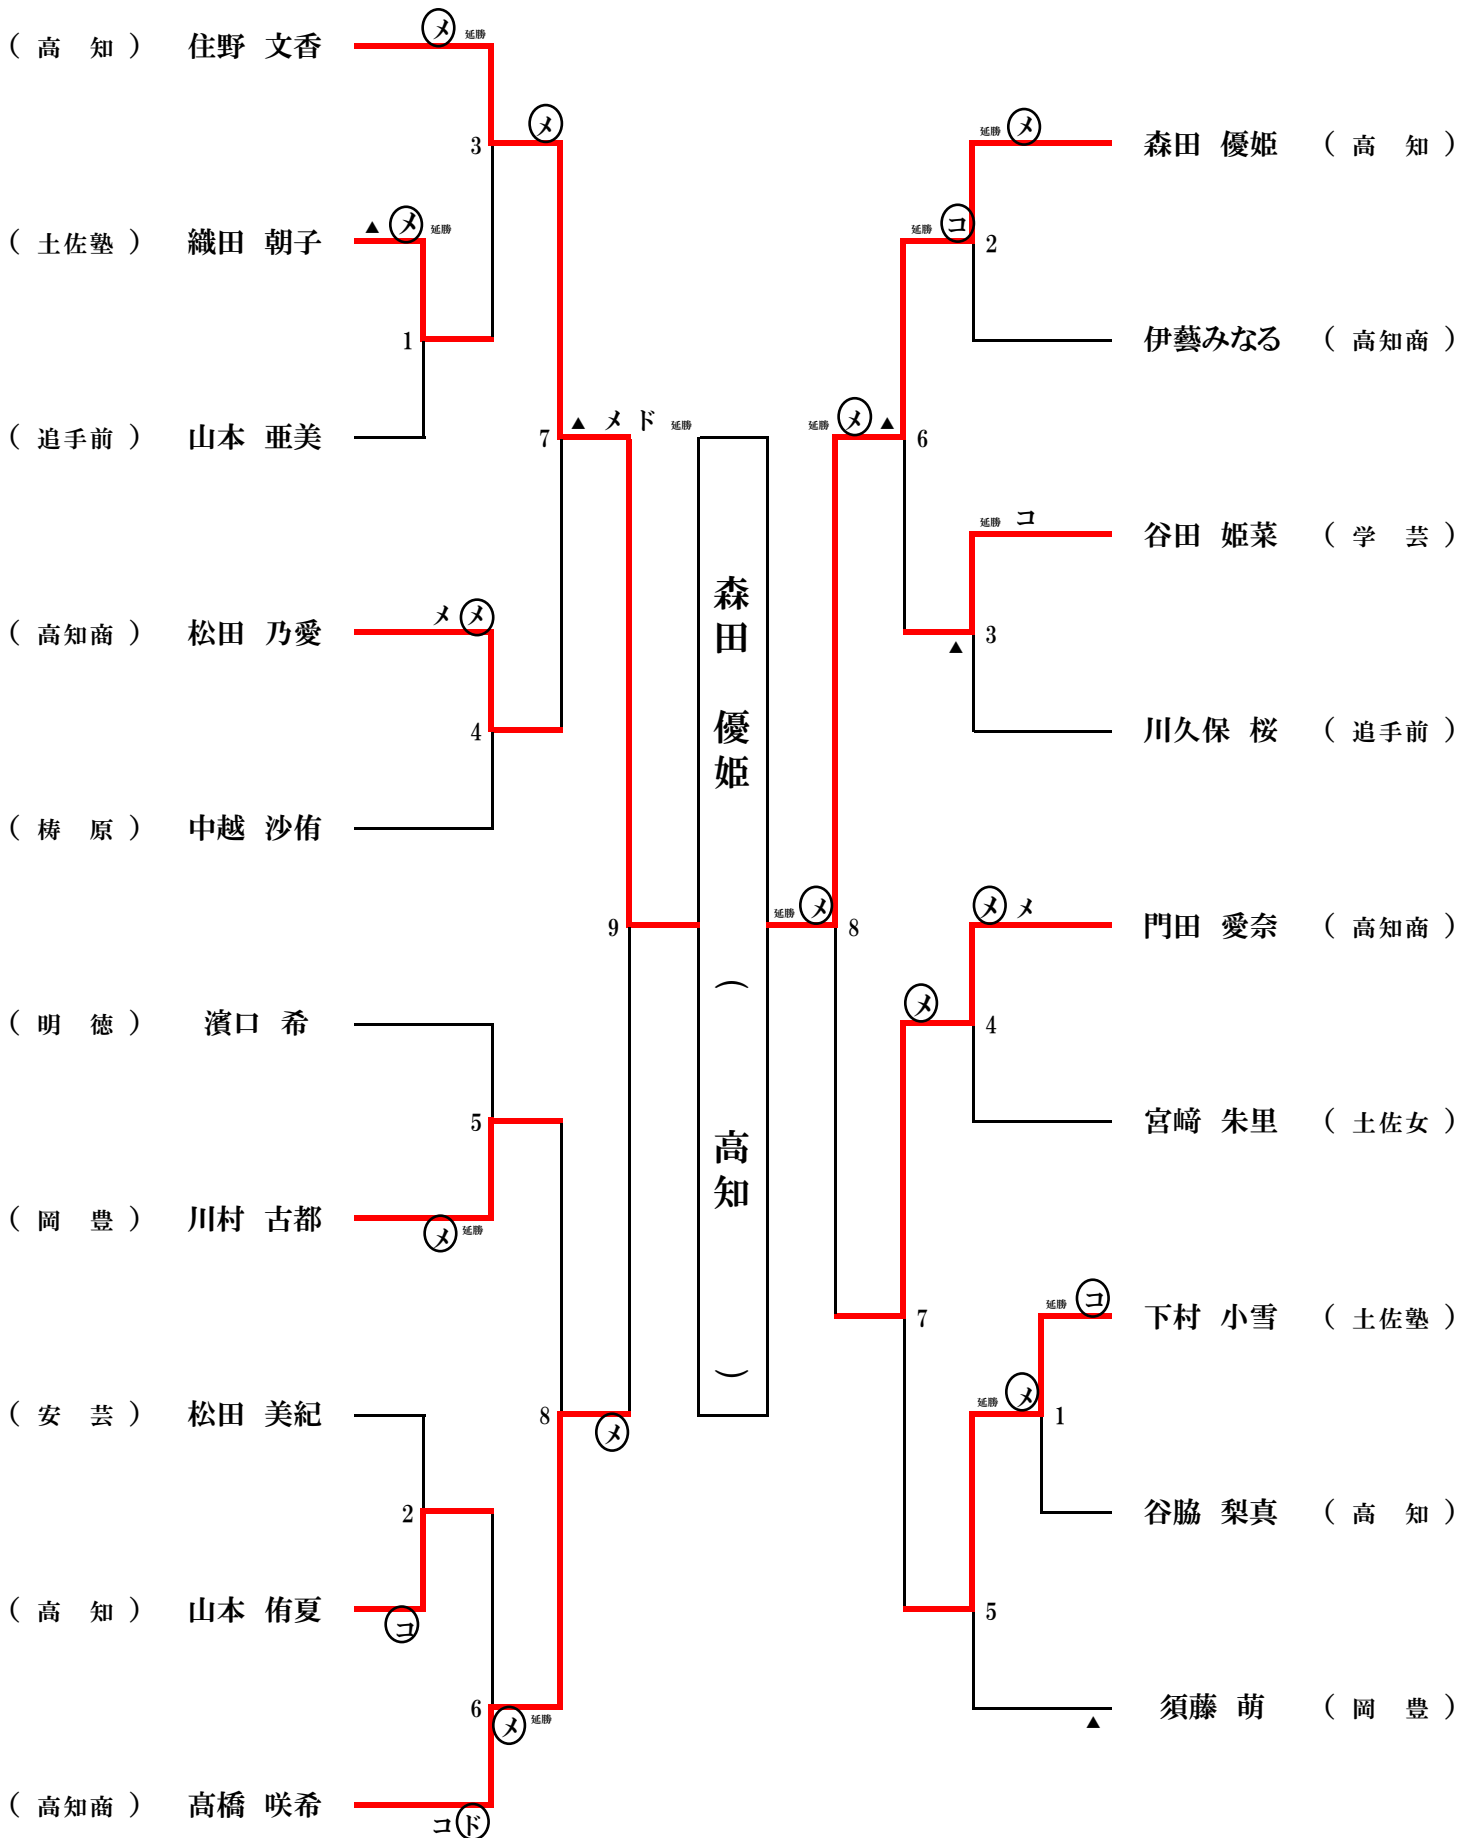 ( 高 知 ) 住野 文香
メ 延勝
3
メ
( 土佐塾 ) 織田 朝子
▲ メ 延勝
1
( 追手前 ) 山本 亜美
7
▲ メ ド 延勝
( 高知商 ) 松田 乃愛
メ メ
4
( 梼 原 ) 中越 沙侑
9
( 明 徳 ) 濱口 希
5
( 岡 豊 ) 川村 古都
メ 延勝
8
メ
( 安 芸 ) 松田 美紀
2
( 高 知 ) 山本 侑夏
コ
6
メ 延勝
( 高知商 ) 髙橋 咲希
コ ド
森田 優姫 ( 高知 )
延勝 メ
森田 優姫 ( 高 知 )
延勝 コ
2
伊藝みなる ( 高知商 )
延勝 メ ▲
6
延勝 コ
谷田 姫菜 ( 学 芸 )
3
▲
川久保 桜 ( 追手前 )
延勝 メ
8
メ メ
門田 愛奈 ( 高知商 )
メ
4
宮﨑 朱里 ( 土佐女 )
7
延勝 コ
下村 小雪 ( 土佐塾 )
延勝 メ
1
谷脇 梨真 ( 高 知 )
5
須藤 萌 ( 岡 豊 )
▲